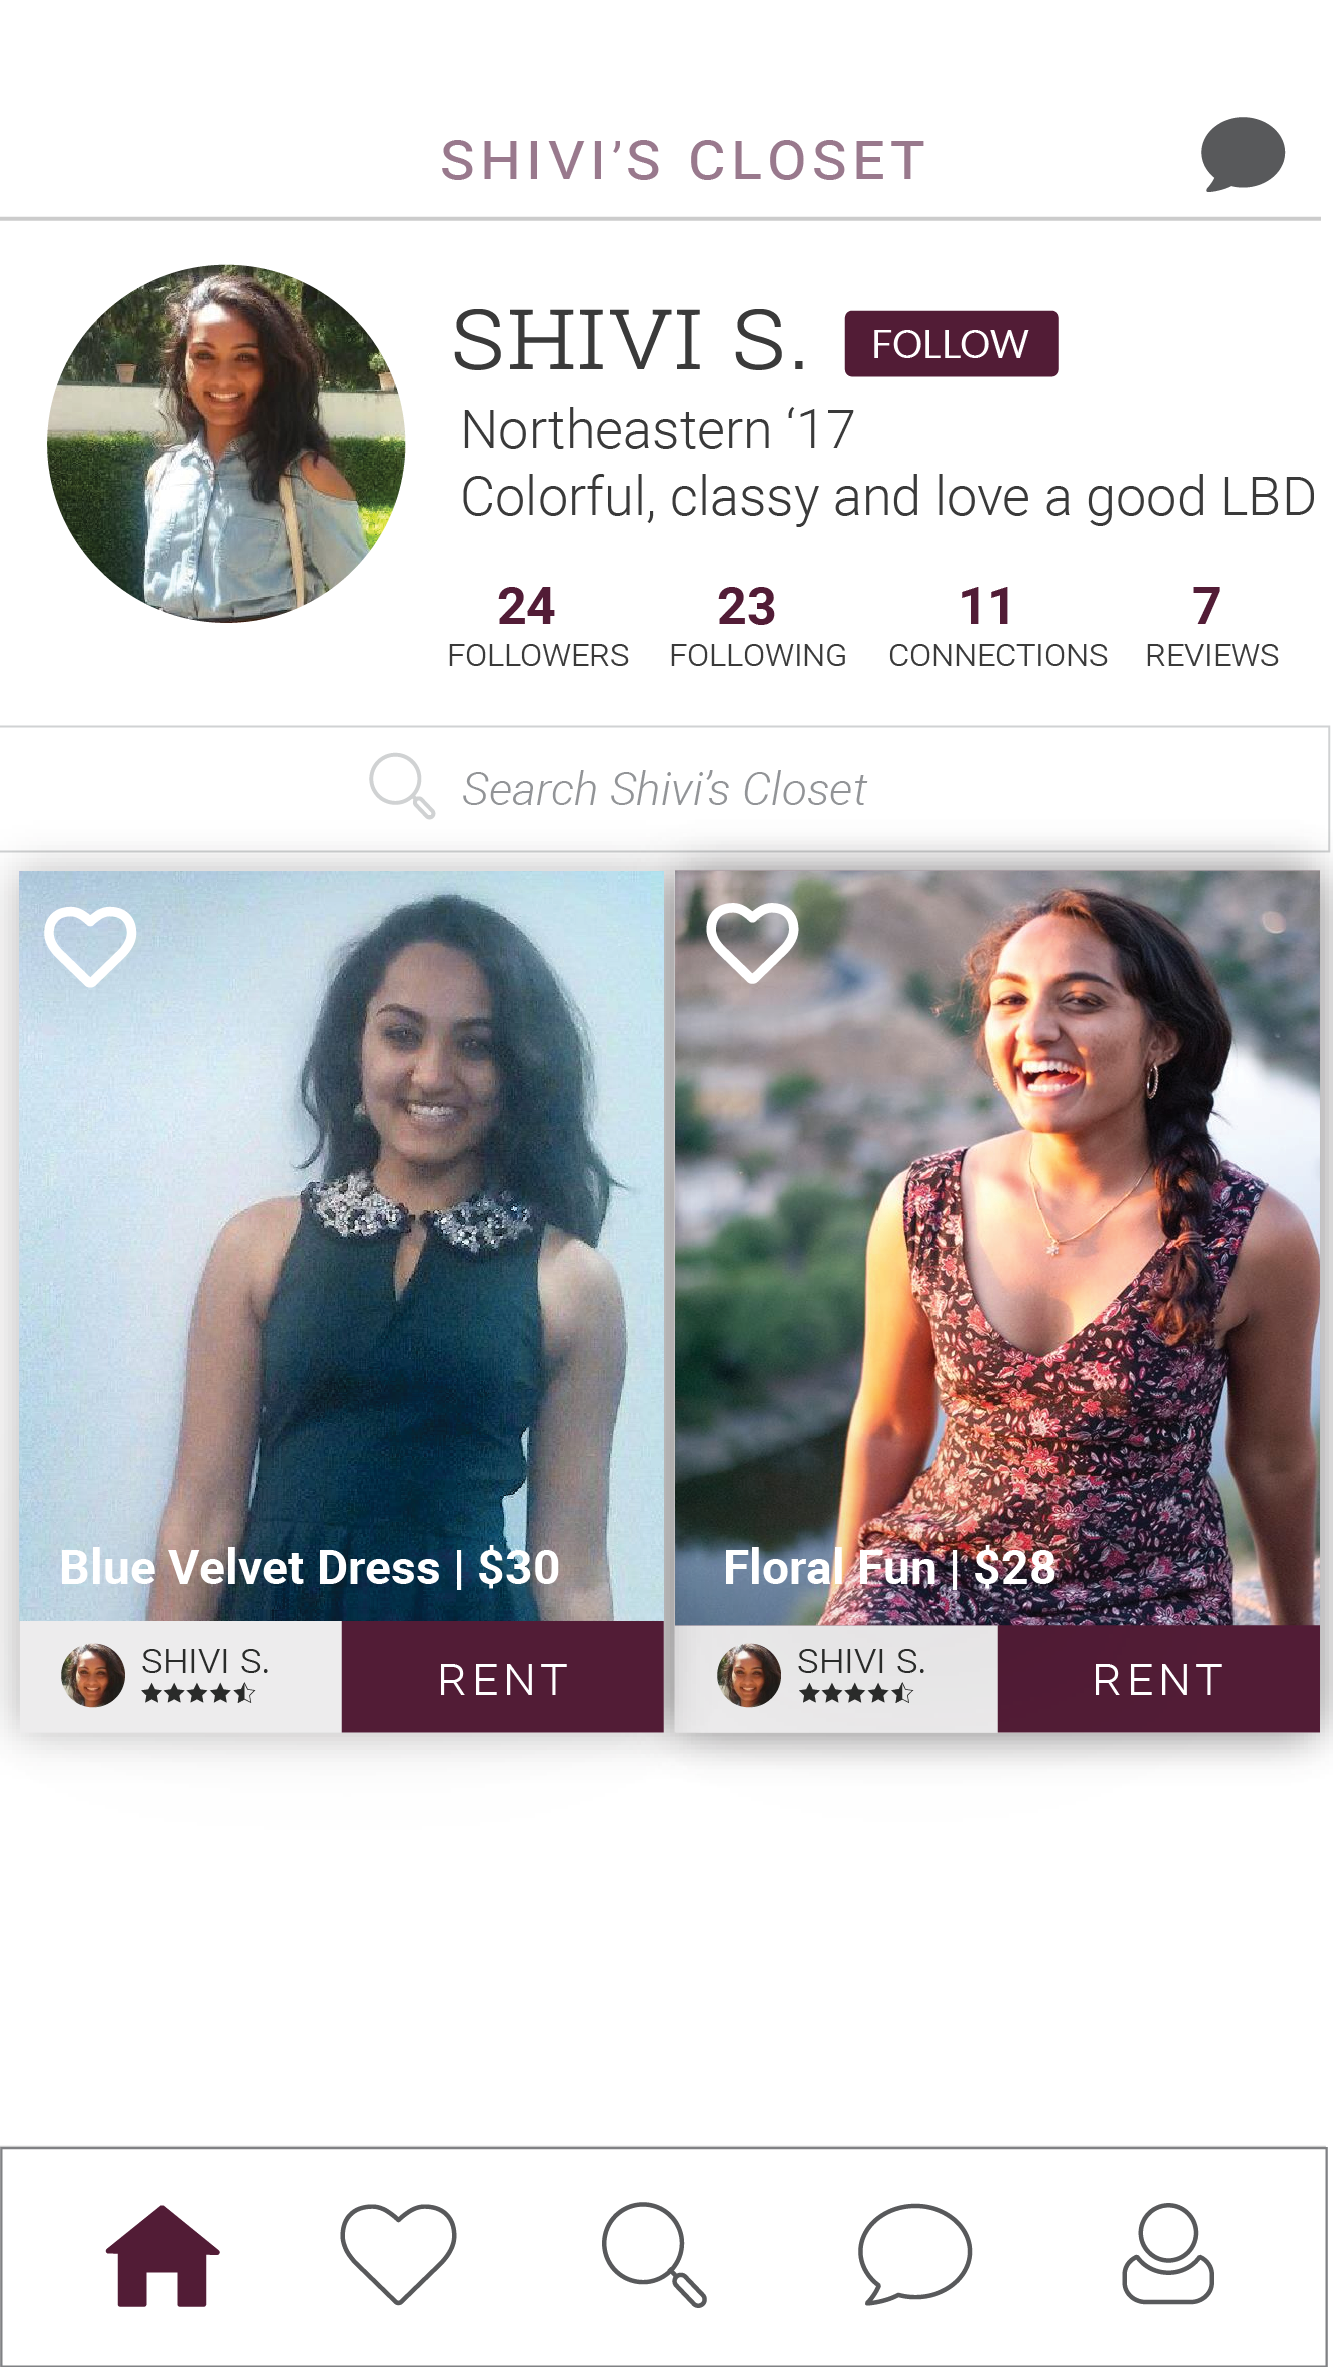 SHIVI’S CLOSET
SHIVI S. FOLLOW
Northeastern ‘17
Colorful, classy and love a good LBD
24 23 11 7
FOLLOWERS FOLLOWING CONNECTIONS REVIEWS
Search Shivi’s Closet
Blue Velvet Dress | $30
SHIVI S.
RENT
Floral Fun | $28
SHIVI S.
RENT